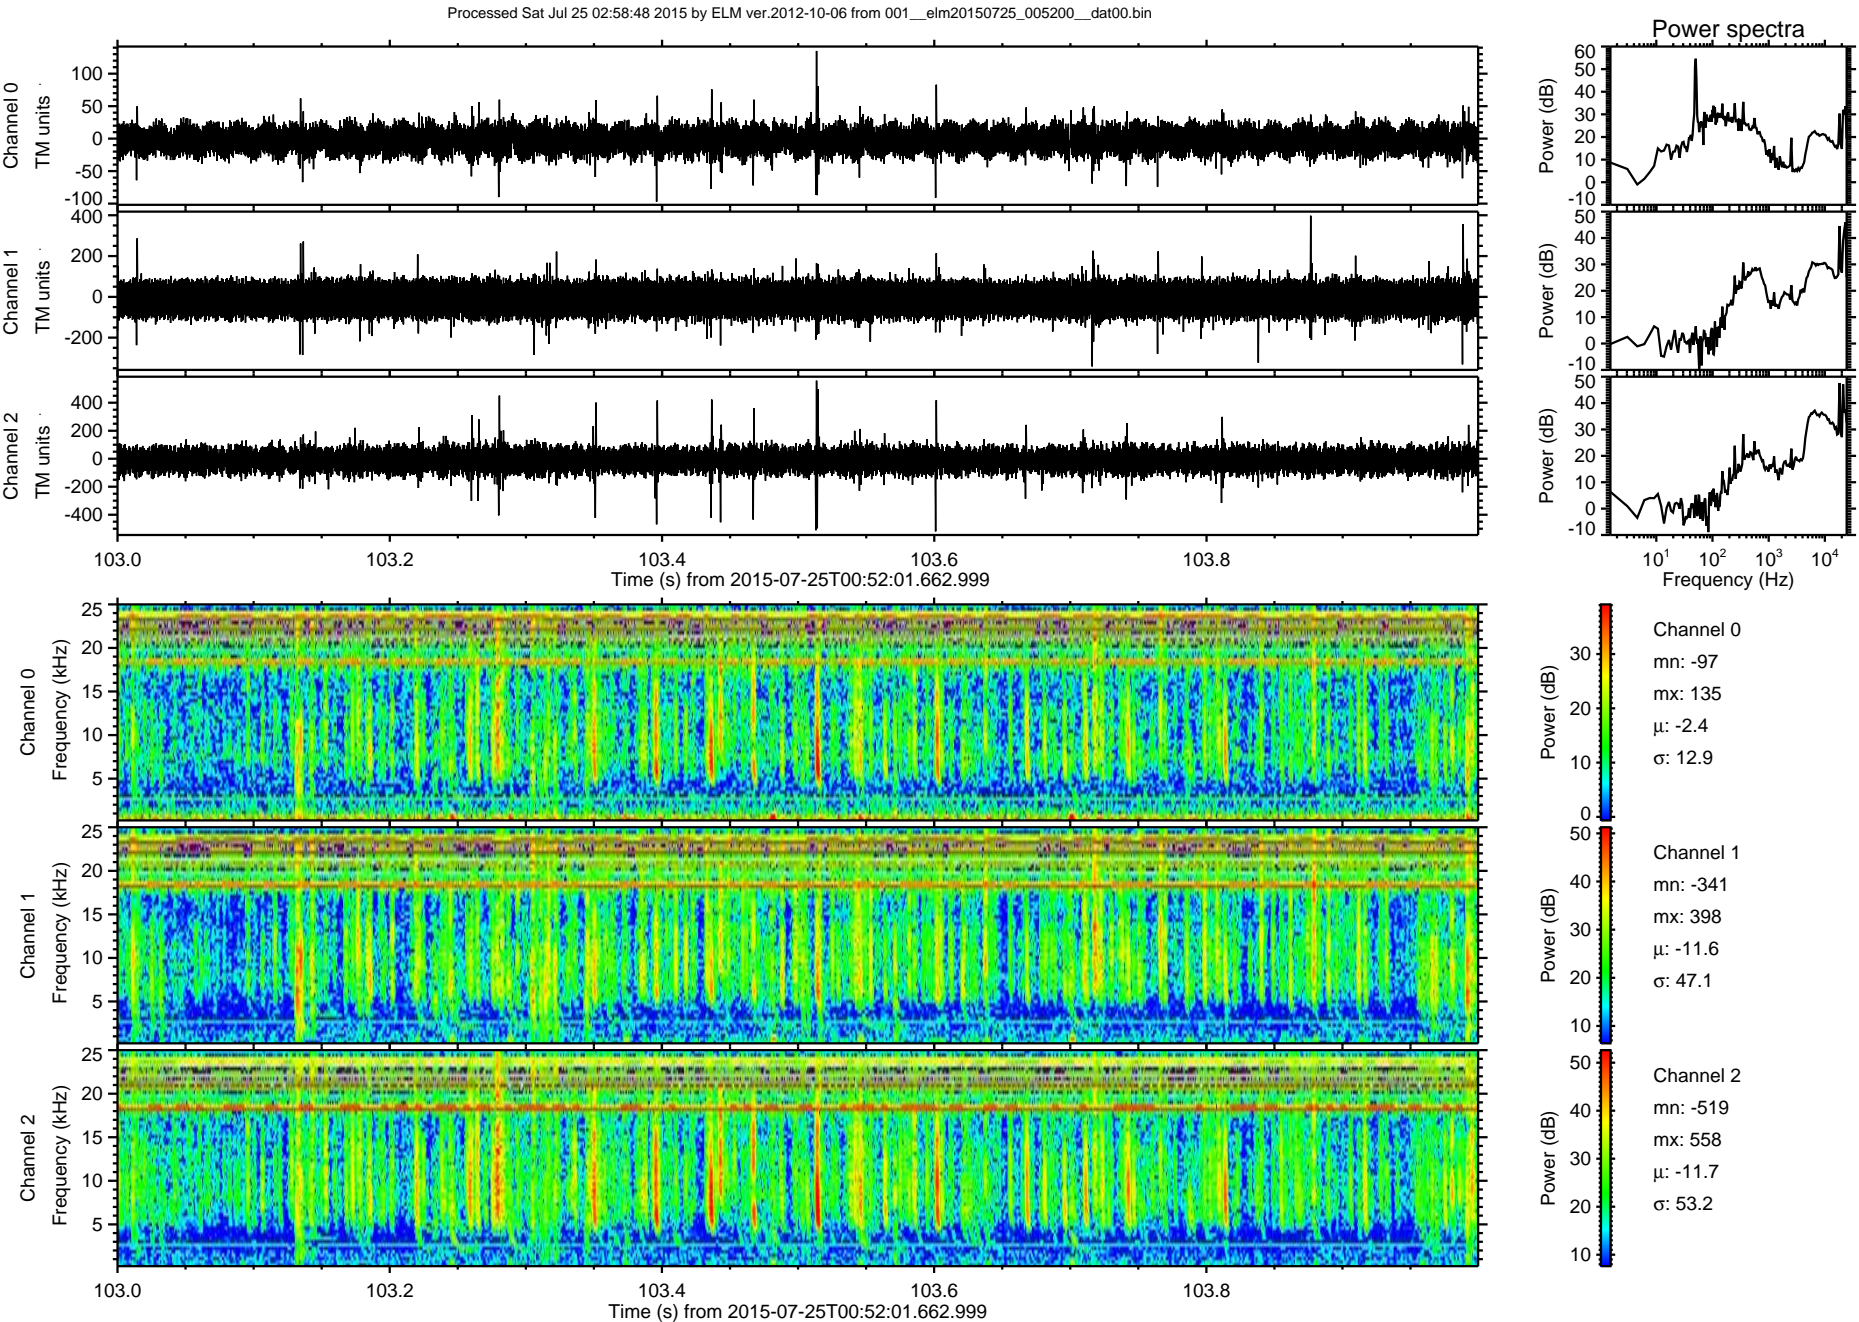 Processed Sat Jul 25 02:58:48 2015 by ELM ver.2012-10-06 from 001__elm20150725_005200__dat00.bin
Power spectra
Channel 0
TM units
100
50
0
-50
-100
Power (dB)
60
50
40
30
20
10
0
-10
Channel 1
TM units
400
200
0
-200
Power (dB)
50
40
30
20
10
0
-10
Channel 2
TM units
400
200
0
-200
-400
Power (dB)
50
40
30
20
10
0
-10
103.0 103.2 103.4 103.6 103.8
Time (s) from 2015-07-25T00:52:01.662.999
10¹ 10² 10³ 10⁴
Frequency (Hz)
Channel 0
Frequency (kHz)
25
20
15
10
5
Power (dB)
30
20
10
0
Channel 0
mn: -97
mx: 135
μ: -2.4
σ: 12.9
Channel 1
Frequency (kHz)
25
20
15
10
5
Power (dB)
50
40
30
20
10
Channel 1
mn: -341
mx: 398
μ: -11.6
σ: 47.1
Channel 2
Frequency (kHz)
25
20
15
10
5
Power (dB)
50
40
30
20
10
Channel 2
mn: -519
mx: 558
μ: -11.7
σ: 53.2
103.0 103.2 103.4 103.6 103.8
Time (s) from 2015-07-25T00:52:01.662.999